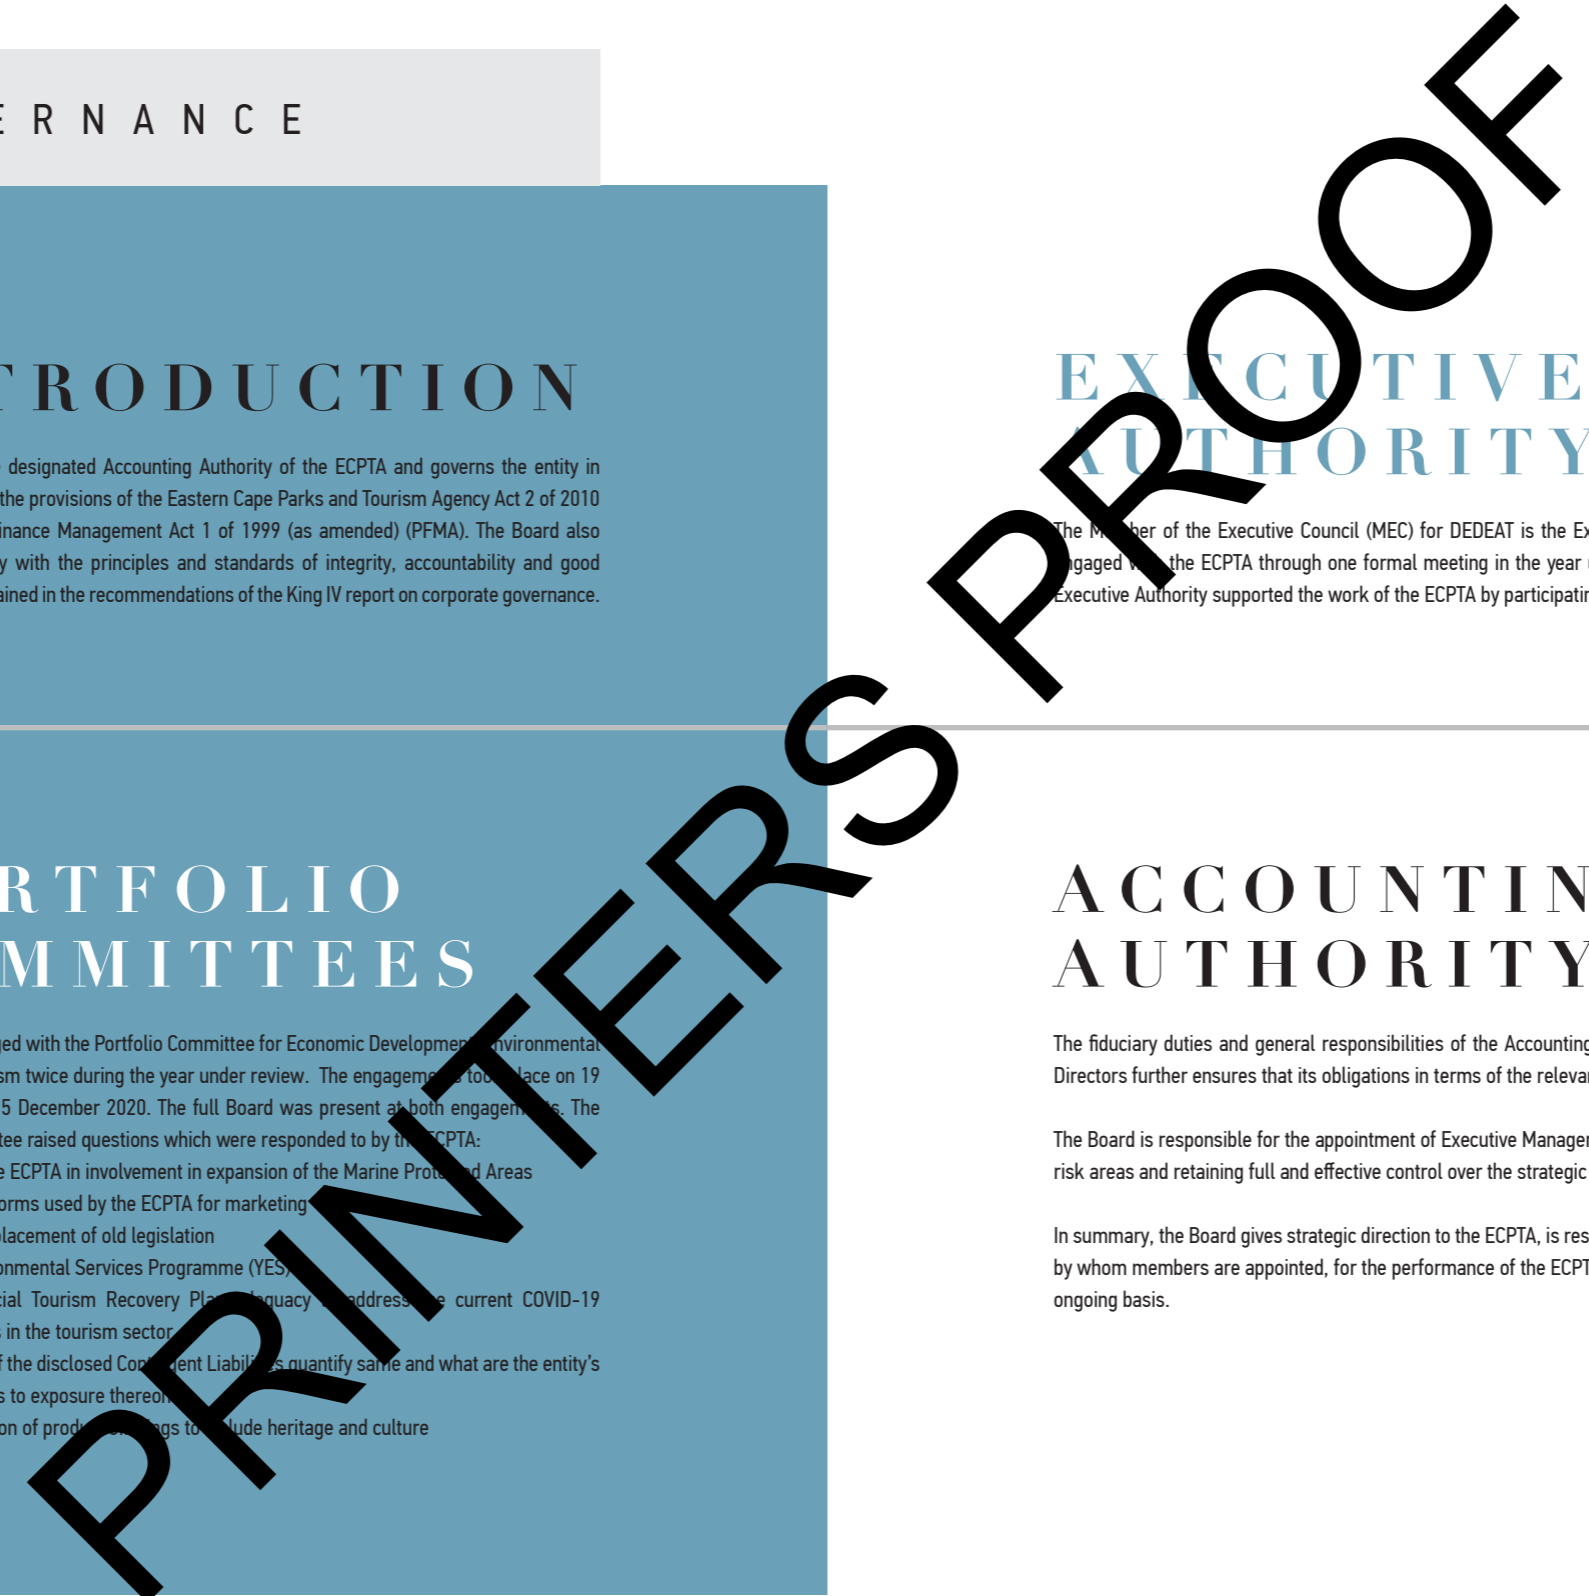 ERNANCE
TRODUCTION
designated Accounting Authority of the ECPTA and governs the entity in
the provisions of the Eastern Cape Parks and Tourism Agency Act 2 of 2010
inance Management Act 1 of 1999 (as amended) (PFMA). The Board also
y with the principles and standards of integrity, accountability and good
ained in the recommendations of the King IV report on corporate governance.
EXECUTIVE
AUTHORITY
The Member of the Executive Council (MEC) for DEDEAT is the Ex
engaged with the ECPTA through one formal meeting in the year
Executive Authority supported the work of the ECPTA by participatin
RTFOLIO
MMITTEES
ged with the Portfolio Committee for Economic Development Environmental
sm twice during the year under review. The engagements took place on 19
5 December 2020. The full Board was present at both engagements. The
tee raised questions which were responded to by the ECPTA:
e ECPTA in involvement in expansion of the Marine Protected Areas
orms used by the ECPTA for marketing
placement of old legislation
onmental Services Programme (YES)
cial Tourism Recovery Plan adequacy address the current COVID-19
s in the tourism sector
f the disclosed Contingent Liabilities quantify same and what are the entity's
s to exposure thereon
on of product offerings to include heritage and culture
ACCOUNTIN
AUTHORITY
The fiduciary duties and general responsibilities of the Accounting
Directors further ensures that its obligations in terms of the relevan
The Board is responsible for the appointment of Executive Managem
risk areas and retaining full and effective control over the strategic
In summary, the Board gives strategic direction to the ECPTA, is res
by whom members are appointed, for the performance of the ECPT
ongoing basis.
PRINTERS PROOF